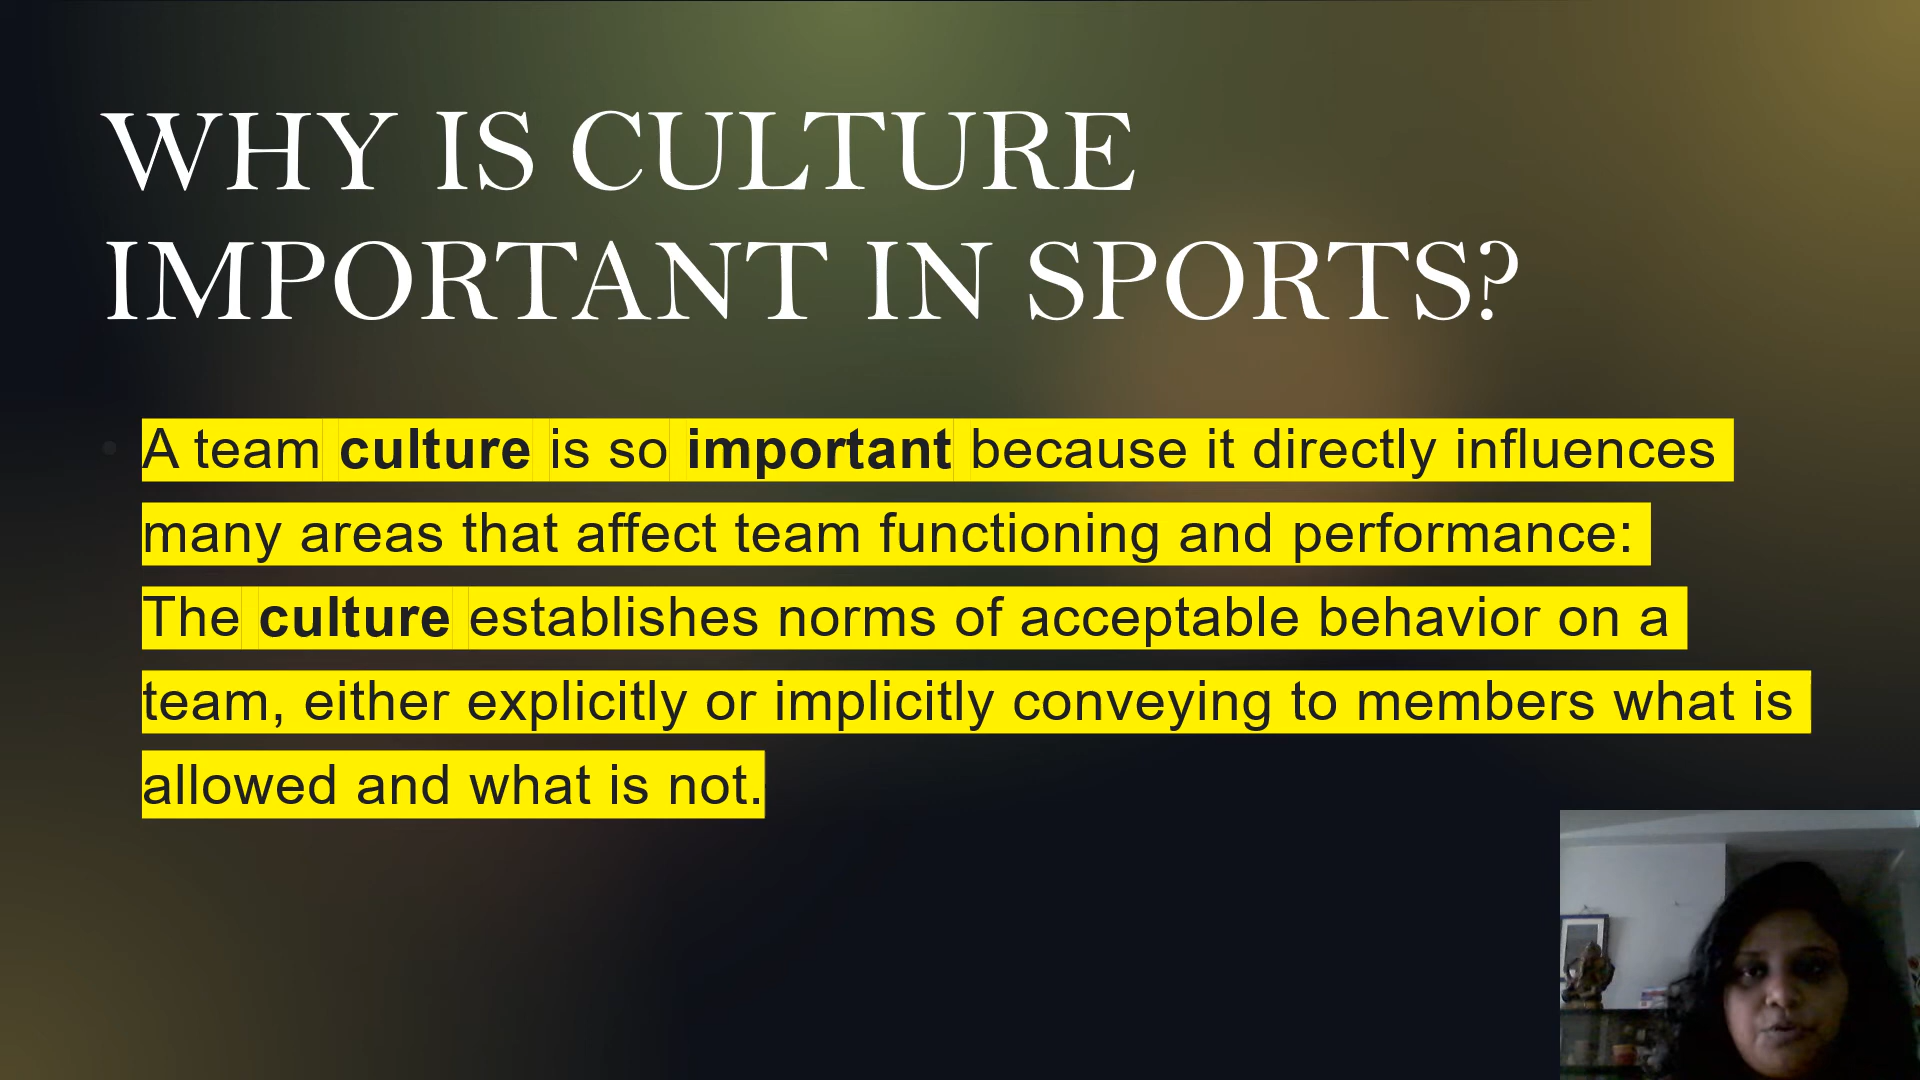 WHY IS CULTURE
IMPORTANT IN SPORTS?
• A team culture is so important because it directly influences
many areas that affect team functioning and performance:
The culture establishes norms of acceptable behavior on a
team, either explicitly or implicitly conveying to members what is
allowed and what is not.